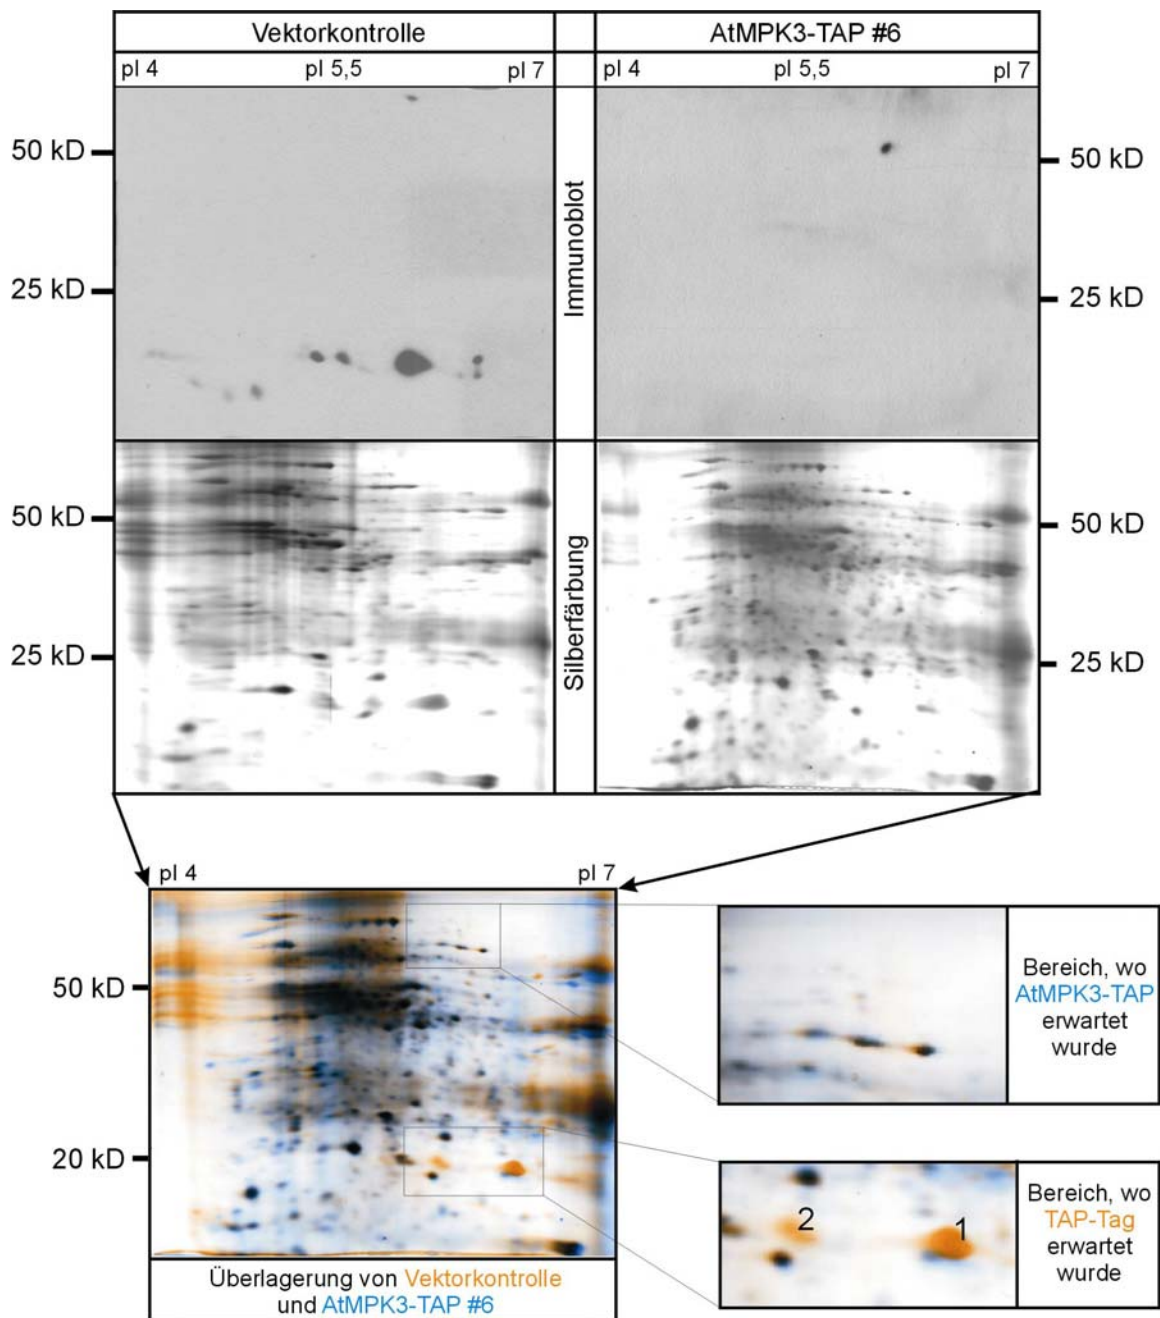 Vektorkontrolle
AtMPK3-TAP #6
pI 4
pI 5,5
pI 7
pI 4
pI 5,5
pI 7
50 kD
25 kD
Immunoblot
50 kD
25 kD
50 kD
25 kD
Silberfärbung
50 kD
25 kD
pI 4
pI 7
50 kD
20 kD
Überlagerung von Vektorkontrolle
und AtMPK3-TAP #6
Bereich, wo
AtMPK3-TAP
erwartet
wurde
2
1
Bereich, wo
TAP-Tag
erwartet
wurde